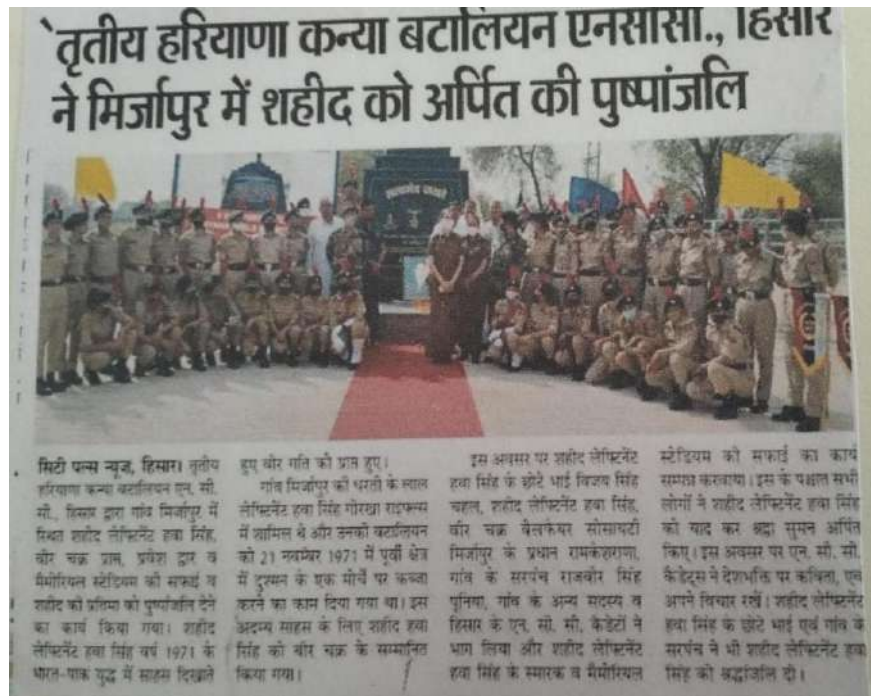 `तृतीय हरियाणा कन्या बटालियन एनसीसी., हिसार
ने मिर्जापुर में शहीद को अर्पित की पुष्पांजलि
सिटी पल्स न्यूज, हिसार। तृतीय
हरियाणा कन्या बटालियन एन. सी.
सी., हिसार द्वारा गांव मिर्जापुर में
स्थित शहीद लेफ्टिनेंट हवा सिंह,
वीर चक्र प्राप्त, प्रवेश द्वार व
मैमोरियल स्टेडियम की सफाई व
शहीद की प्रतिमा को पुष्पांजलि देने
का कार्य किया गया। शहीद
लेफ्टिनेंट हवा सिंह वर्ष 1971 के
भारत-पाक युद्ध में साहस दिखाते
हुए वीर गति को प्राप्त हुए।
गांव मिर्जापुर की धरती के लाल
लेफ्टिनेंट हवा सिंह गोरखा राइफल्स
में शामिल थे और उनकी बटालियन
को 21 नवम्बर 1971 में पूर्वी क्षेत्र
में दुश्मन के एक मोर्चे पर कब्जा
करने का काम दिया गया था। इस
अदम्य साहस के लिए शहीद हवा
सिंह को वीर चक्र के सम्मानित
किया गया।
इस अवसर पर शहीद लेफ्टिनेंट
हवा सिंह के छोटे भाई विजय सिंह
चहल, शहीद लेफ्टिनेंट हवा सिंह,
वीर चक्र वैलफेयर सोसायटी
मिर्जापुर के प्रधान रामकेशराणा,
गांव के सरपंच राजबीर सिंह
पूनिया, गांव के अन्य सदस्य व
हिसार के एन. सी. सी. कैडेटों ने
भाग लिया और शहीद लेफ्टिनेंट
हवा सिंह के स्मारक व मैमोरियल
स्टेडियम की सफाई का कार्य
सम्पन्न करवाया। इस के पश्चात सभी
लोगों ने शहीद लेफ्टिनेंट हवा सिंह
को याद कर श्रद्धा सुमन अर्पित
किए। इस अवसर पर एन. सी. सी.
कैडेट्स ने देशभक्ति पर कविता, एवं
अपने विचार रखें। शहीद लेफ्टिनेंट
हवा सिंह के छोटे भाई एवं गांव के
सरपंच ने भी शहीद लेफ्टिनेंट हवा
सिंह को श्रद्धांजलि दी।